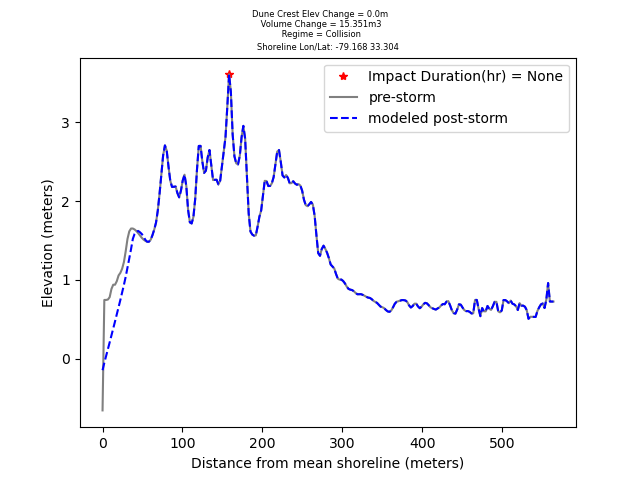 Dune Crest Elev Change = 0.0m
Volume Change = 15.351m3
Regime = Collision
Shoreline Lon/Lat: -79.168 33.304
Impact Duration(hr) = None
pre-storm
modeled post-storm
Elevation (meters)
3
2
1
0
0 100 200 300 400 500
Distance from mean shoreline (meters)